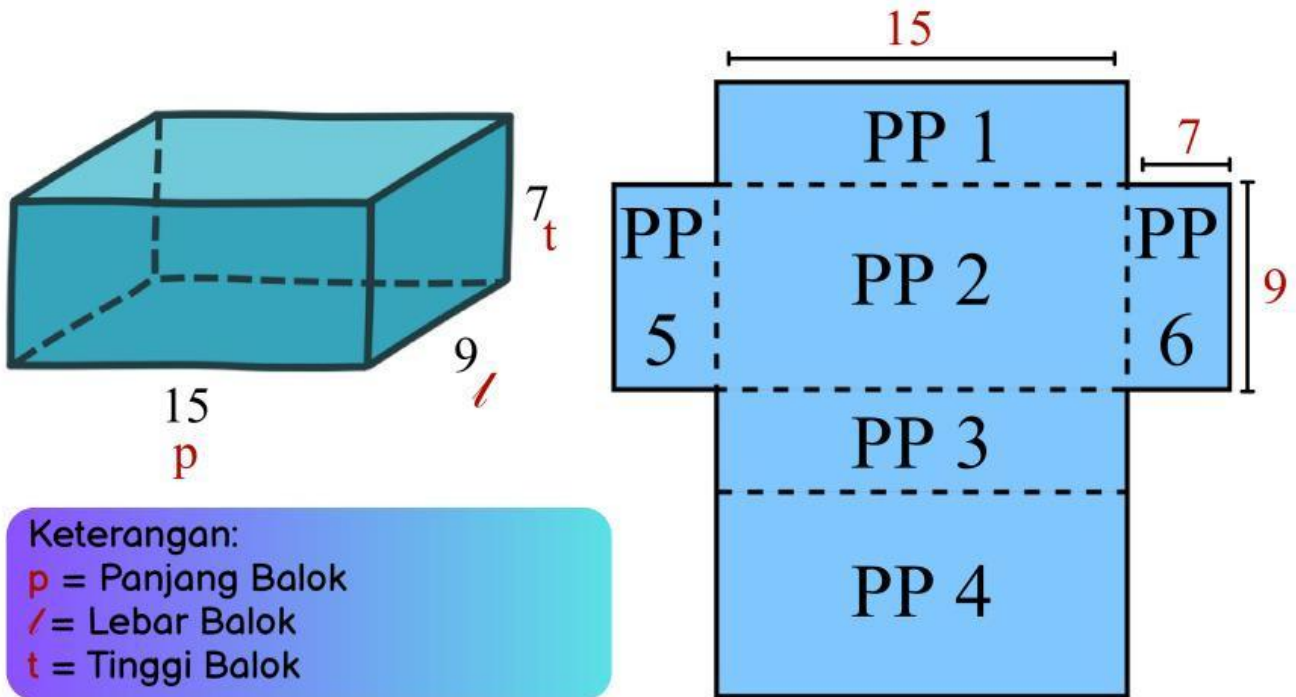 7
t
9
ℓ
15
p
Keterangan:
p = Panjang Balok
ℓ = Lebar Balok
t = Tinggi Balok
15
PP 1
7
PP
5
PP 2
PP
6
9
PP 3
PP 4